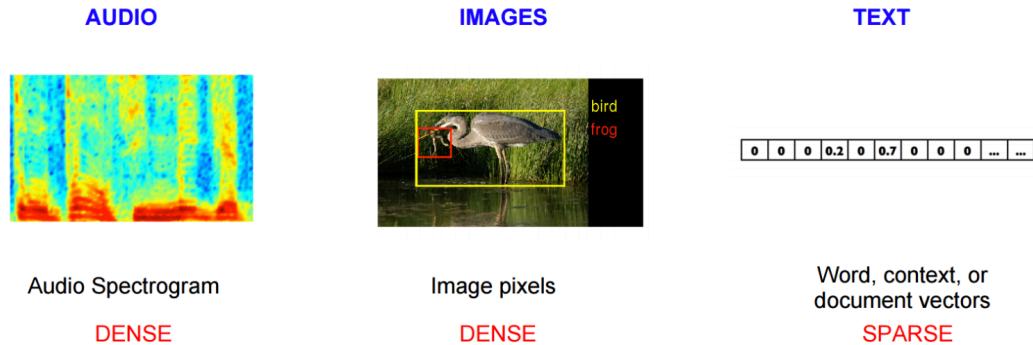 AUDIO
IMAGES
TEXT
bird
frog
0 0 0 0.2 0 0.7 0 0 0 ... ...
Audio Spectrogram
Image pixels
Word, context, or
document vectors
DENSE
DENSE
SPARSE